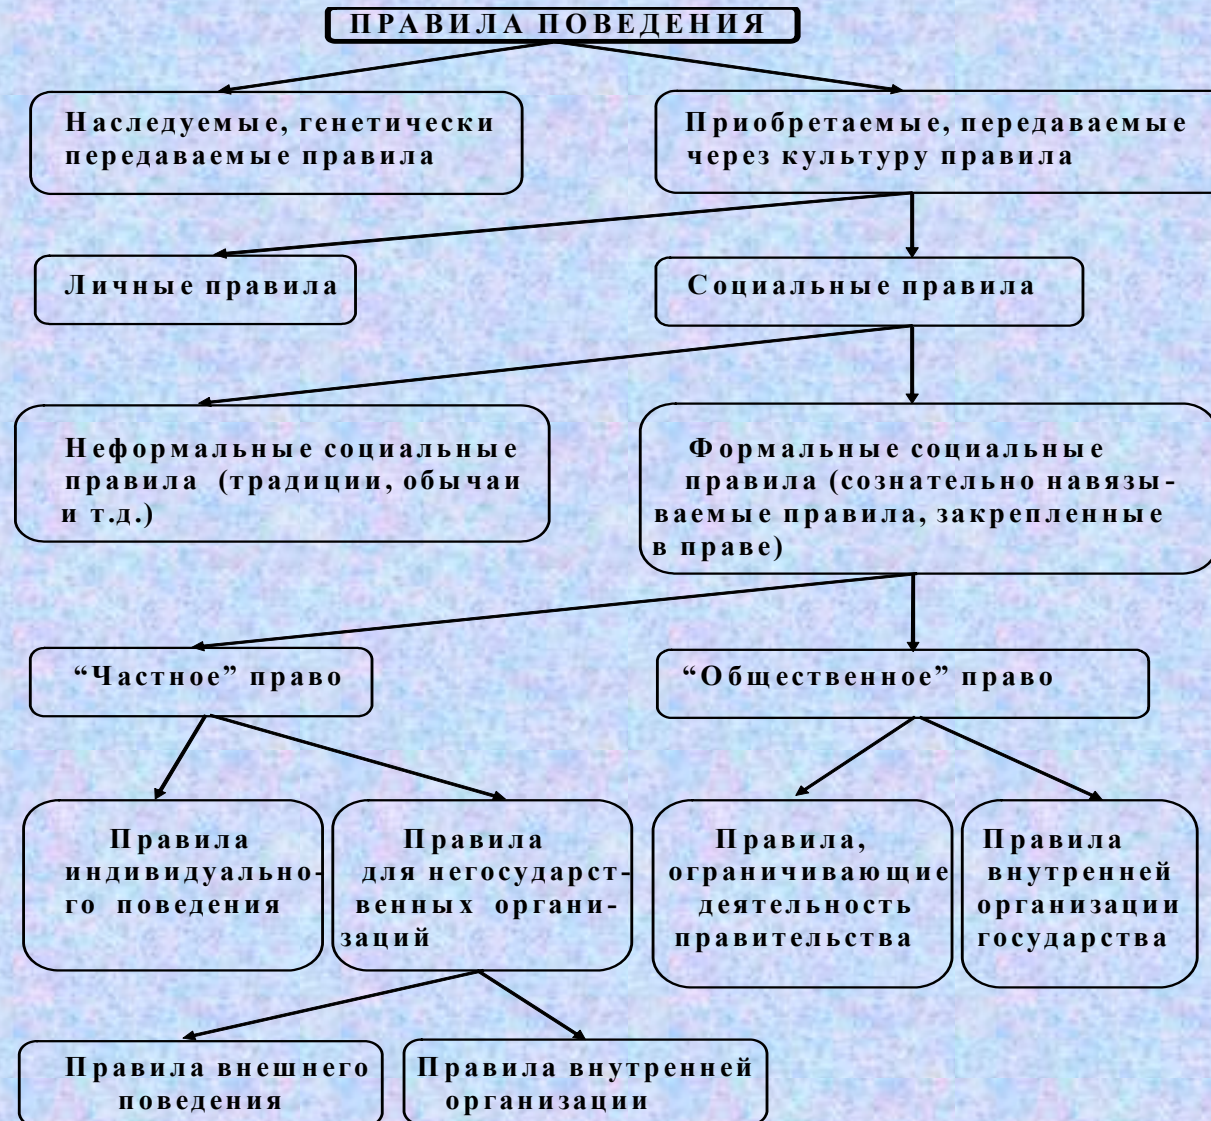 ПРАВИЛА ПОВЕДЕНИЯ
Наследуемые, генетически
передаваемые правила
Приобретаемые, передаваемые
через культуру правила
Личные правила
Социальные правила
Неформальные социальные
правила (традиции, обычаи
и т.д.)
Формальные социальные
правила (сознательно навязы-
ваемые правила, закрепленные
в праве)
“Частное” право
“Общественное” право
Правила
индивидуально-
го поведения
Правила
для негосударст-
венных органи-
заций
Правила,
ограничивающие
деятельность
правительства
Правила
внутренней
организации
государства
Правила внешнего
поведения
Правила внутренней
организации